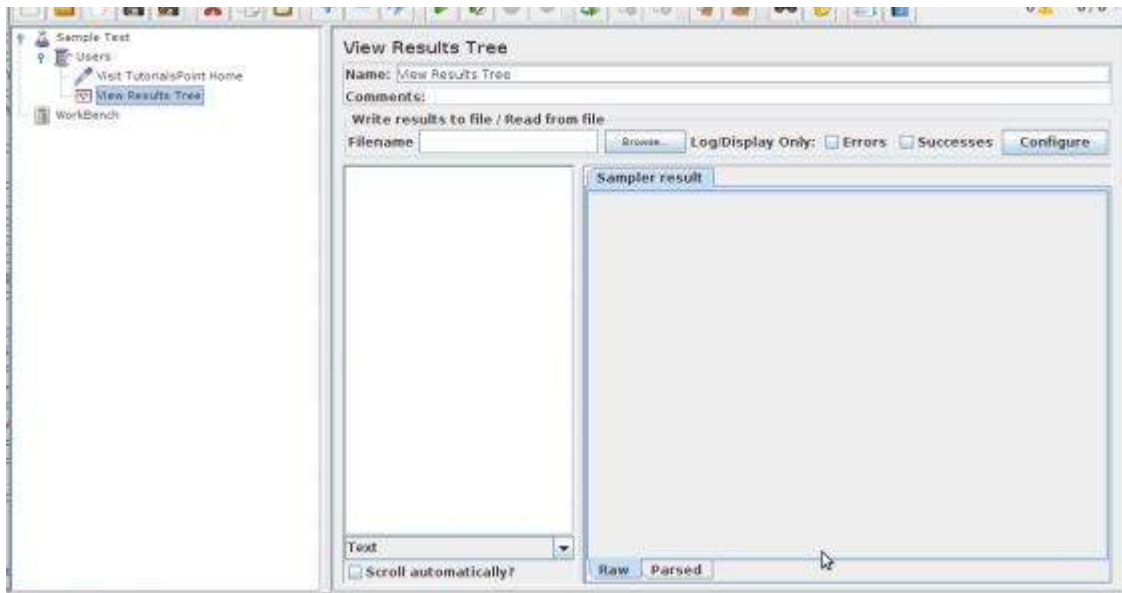 Sample Test
Users
Visit TutorialsPoint Home
View Results Tree
WorkBench
View Results Tree
Name: View Results Tree
Comments:
Write results to file / Read from file
Filename Browse... Log/Display Only: Errors Successes Configure
Sampler result
Text
Scroll automatically?
Raw Parsed